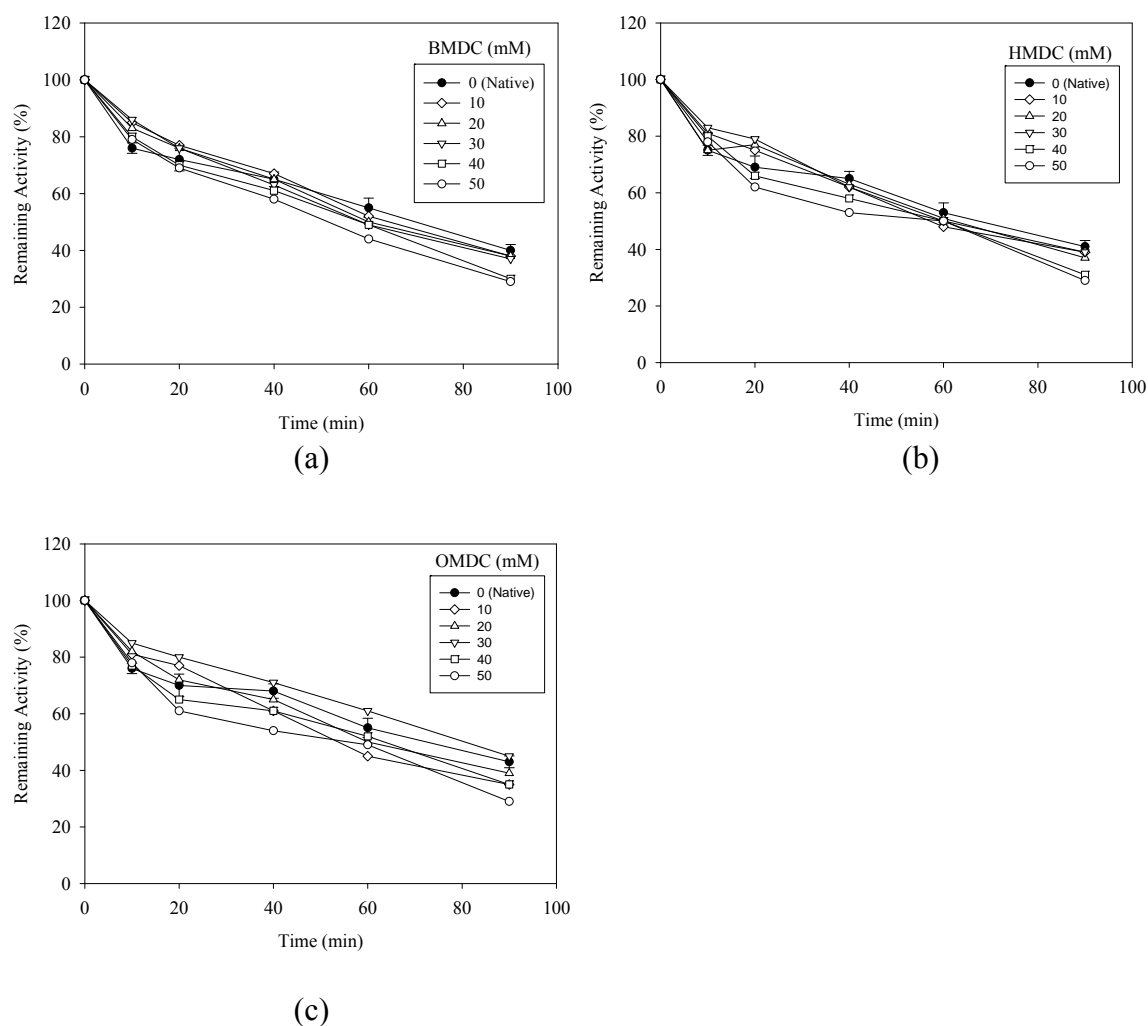 BMDC (mM)
0 (Native)
10
20
30
40
50
120
100
80
60
40
20
0
Remaining Activity (%)
0 20 40 60 80 100
Time (min)
(a)
HMDC (mM)
0 (Native)
10
20
30
40
50
120
100
80
60
40
20
0
Remaining Activity (%)
0 20 40 60 80 100
Time (min)
(b)
OMDC (mM)
0 (Native)
10
20
30
40
50
120
100
80
60
40
20
0
Remaining Activity (%)
0 20 40 60 80 100
Time (min)
(c)